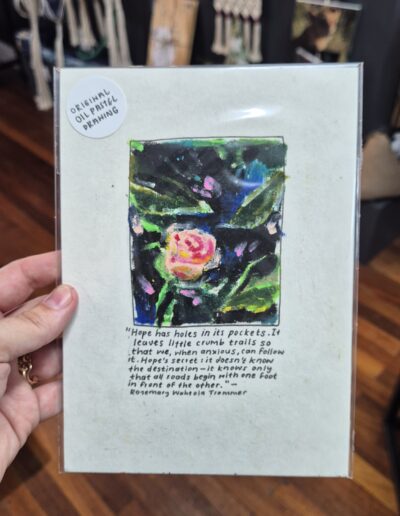 ORIGINAL
OIL PASTEL
DRAWING
"Hope has holes in its pockets. It
leaves little crumb trails so
that we, when anxious, can follow
it. Hope's secret: it doesn't know
the destination – it knows only
that all roads begin with one foot
in front of the other." –
Rosemary Wahtola Trommer